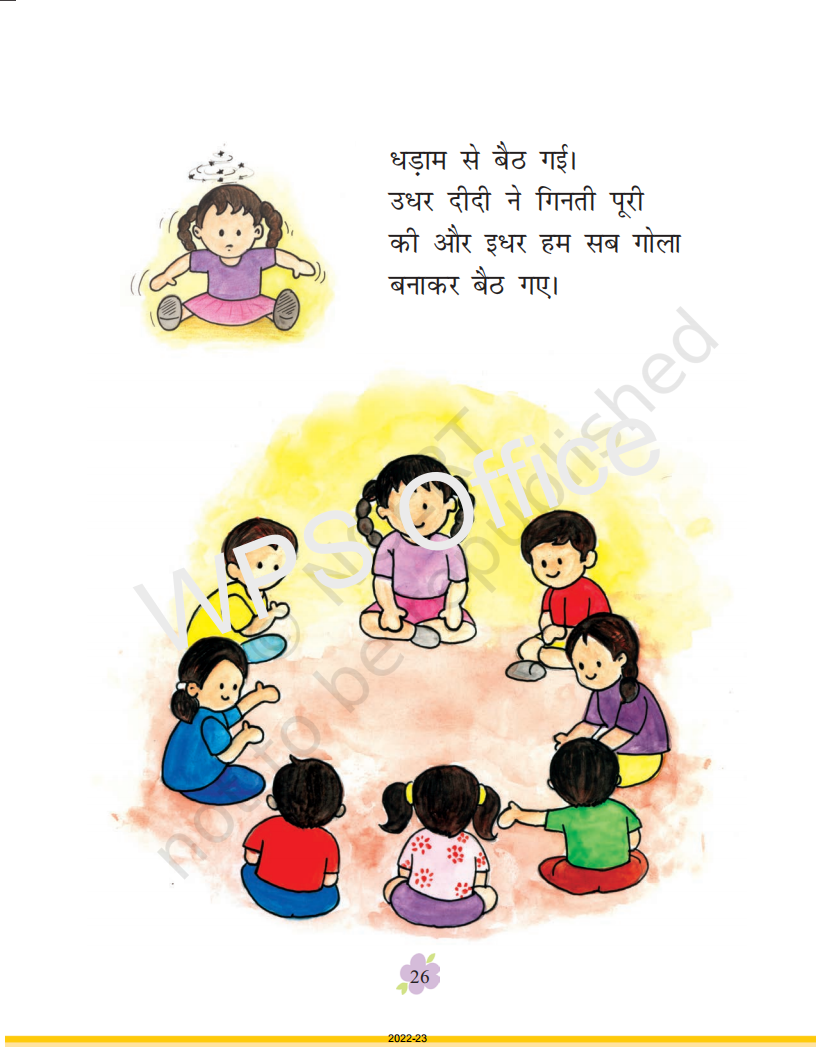 धड़ाम से बैठ गई।
उधर दीदी ने गिनती पूरी
की और इधर हम सब गोला
बनाकर बैठ गए।
© NCERT
not to be republished
WPS Office
26
2022-23